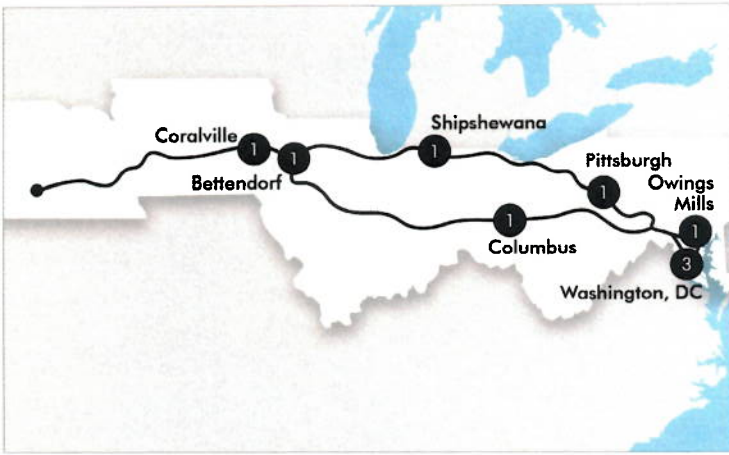 Coralville
1
1
Bettendorf
Shipshewana
1
Pittsburgh
1
Owings
Mills
1
1
Columbus
3
Washington, DC